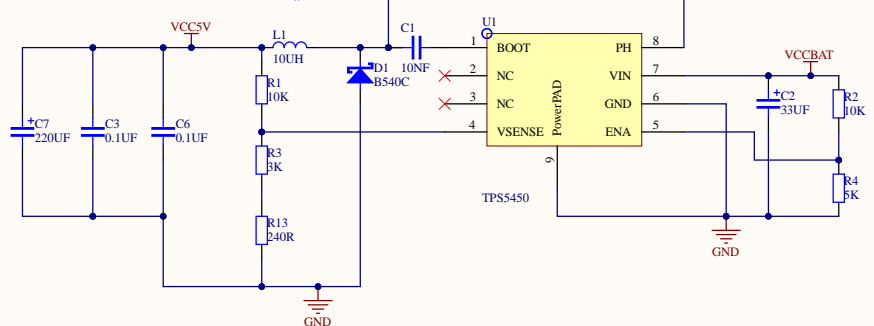 VCC5V
L1
10UH
C1
10NF
D1
B540C
R1
10K
C7
220UF
C3
0.1UF
C6
0.1UF
R3
3K
R13
240R
GND
U1
1
BOOT
PH
8
2
NC
VIN
7
3
NC
GND
6
4
VSENSE
ENA
5
PowerPAD
9
TPS5450
VCCBAT
C2
33UF
R2
10K
R4
5K
GND